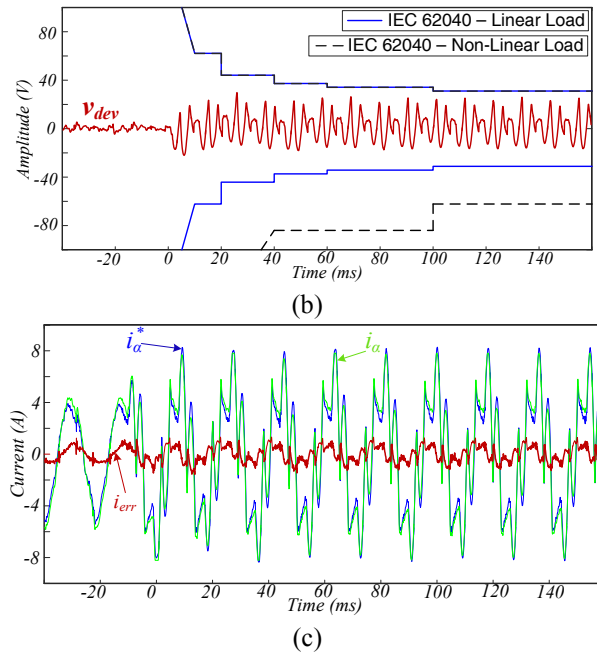 IEC 62040 – Linear Load
IEC 62040 – Non-Linear Load
80
40
0
-40
-80
Amplitude (V)
v_dev
-20 0 20 40 60 80 100 120 140
Time (ms)
(b)
i_α^*
i_α
8
4
0
-4
-8
Current (A)
i_err
-20 0 20 40 60 80 100 120 140
Time (ms)
(c)